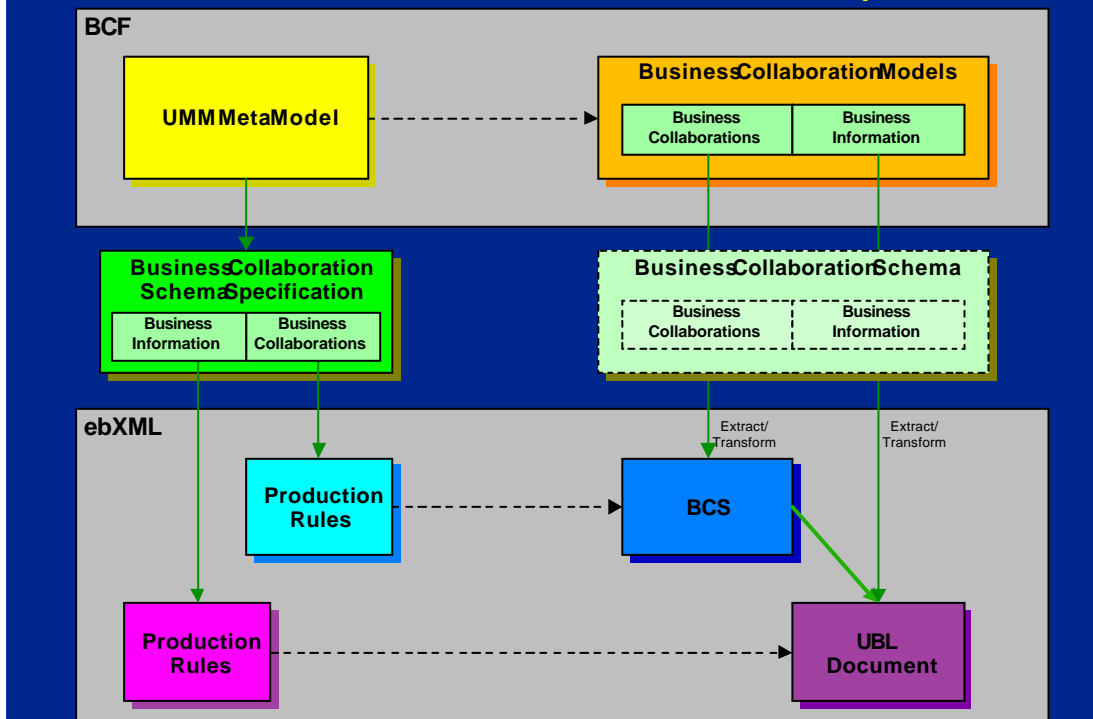 BCF
UMM MetaModel
Business Collaboration Models
Business
Collaborations
Business
Information
Business Collaboration
Schema Specification
Business
Information
Business
Collaborations
Business Collaboration Schema
Business
Collaborations
Business
Information
ebXML
Extract/
Transform
Extract/
Transform
Production
Rules
BCS
Production
Rules
UBL
Document